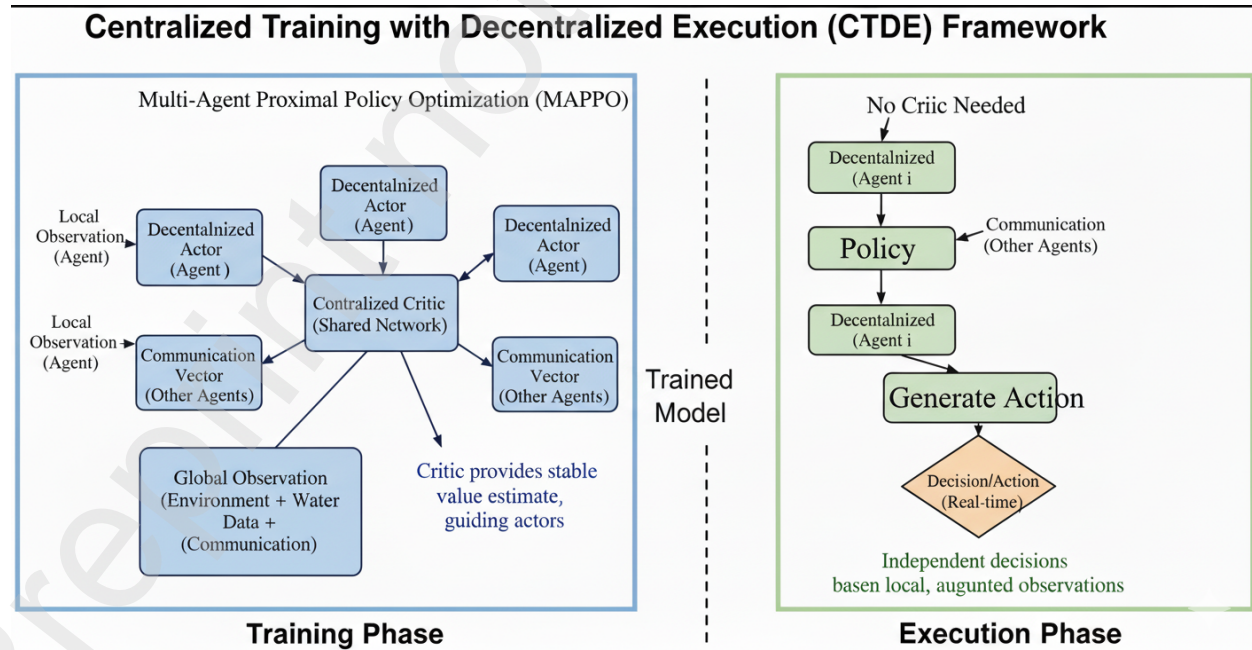 Centralized Training with Decentralized Execution (CTDE) Framework
Multi-Agent Proximal Policy Optimization (MAPPO)
Decentalnized
Actor
(Agent)
Local
Observation
(Agent)
Decentalnized
Actor
(Agent )
Decentalnized
Actor
(Agent)
Contralized Critic
(Shared Network)
Local
Observation
(Agent)
Communication
Vector
(Other Agents)
Communication
Vector
(Other Agents)
Global Observation
(Environment + Water
Data +
(Communication)
Critic provides stable
value estimate,
guiding actors
Training Phase
Trained
Model
No Criic Needed
Decentalnized
(Agent i
Policy
Communication
(Other Agents)
Decentalnized
(Agent i
Generate Action
Decision/Action
(Real-time)
Independent decisions
basen local, augunted observations
Execution Phase
Preprint no